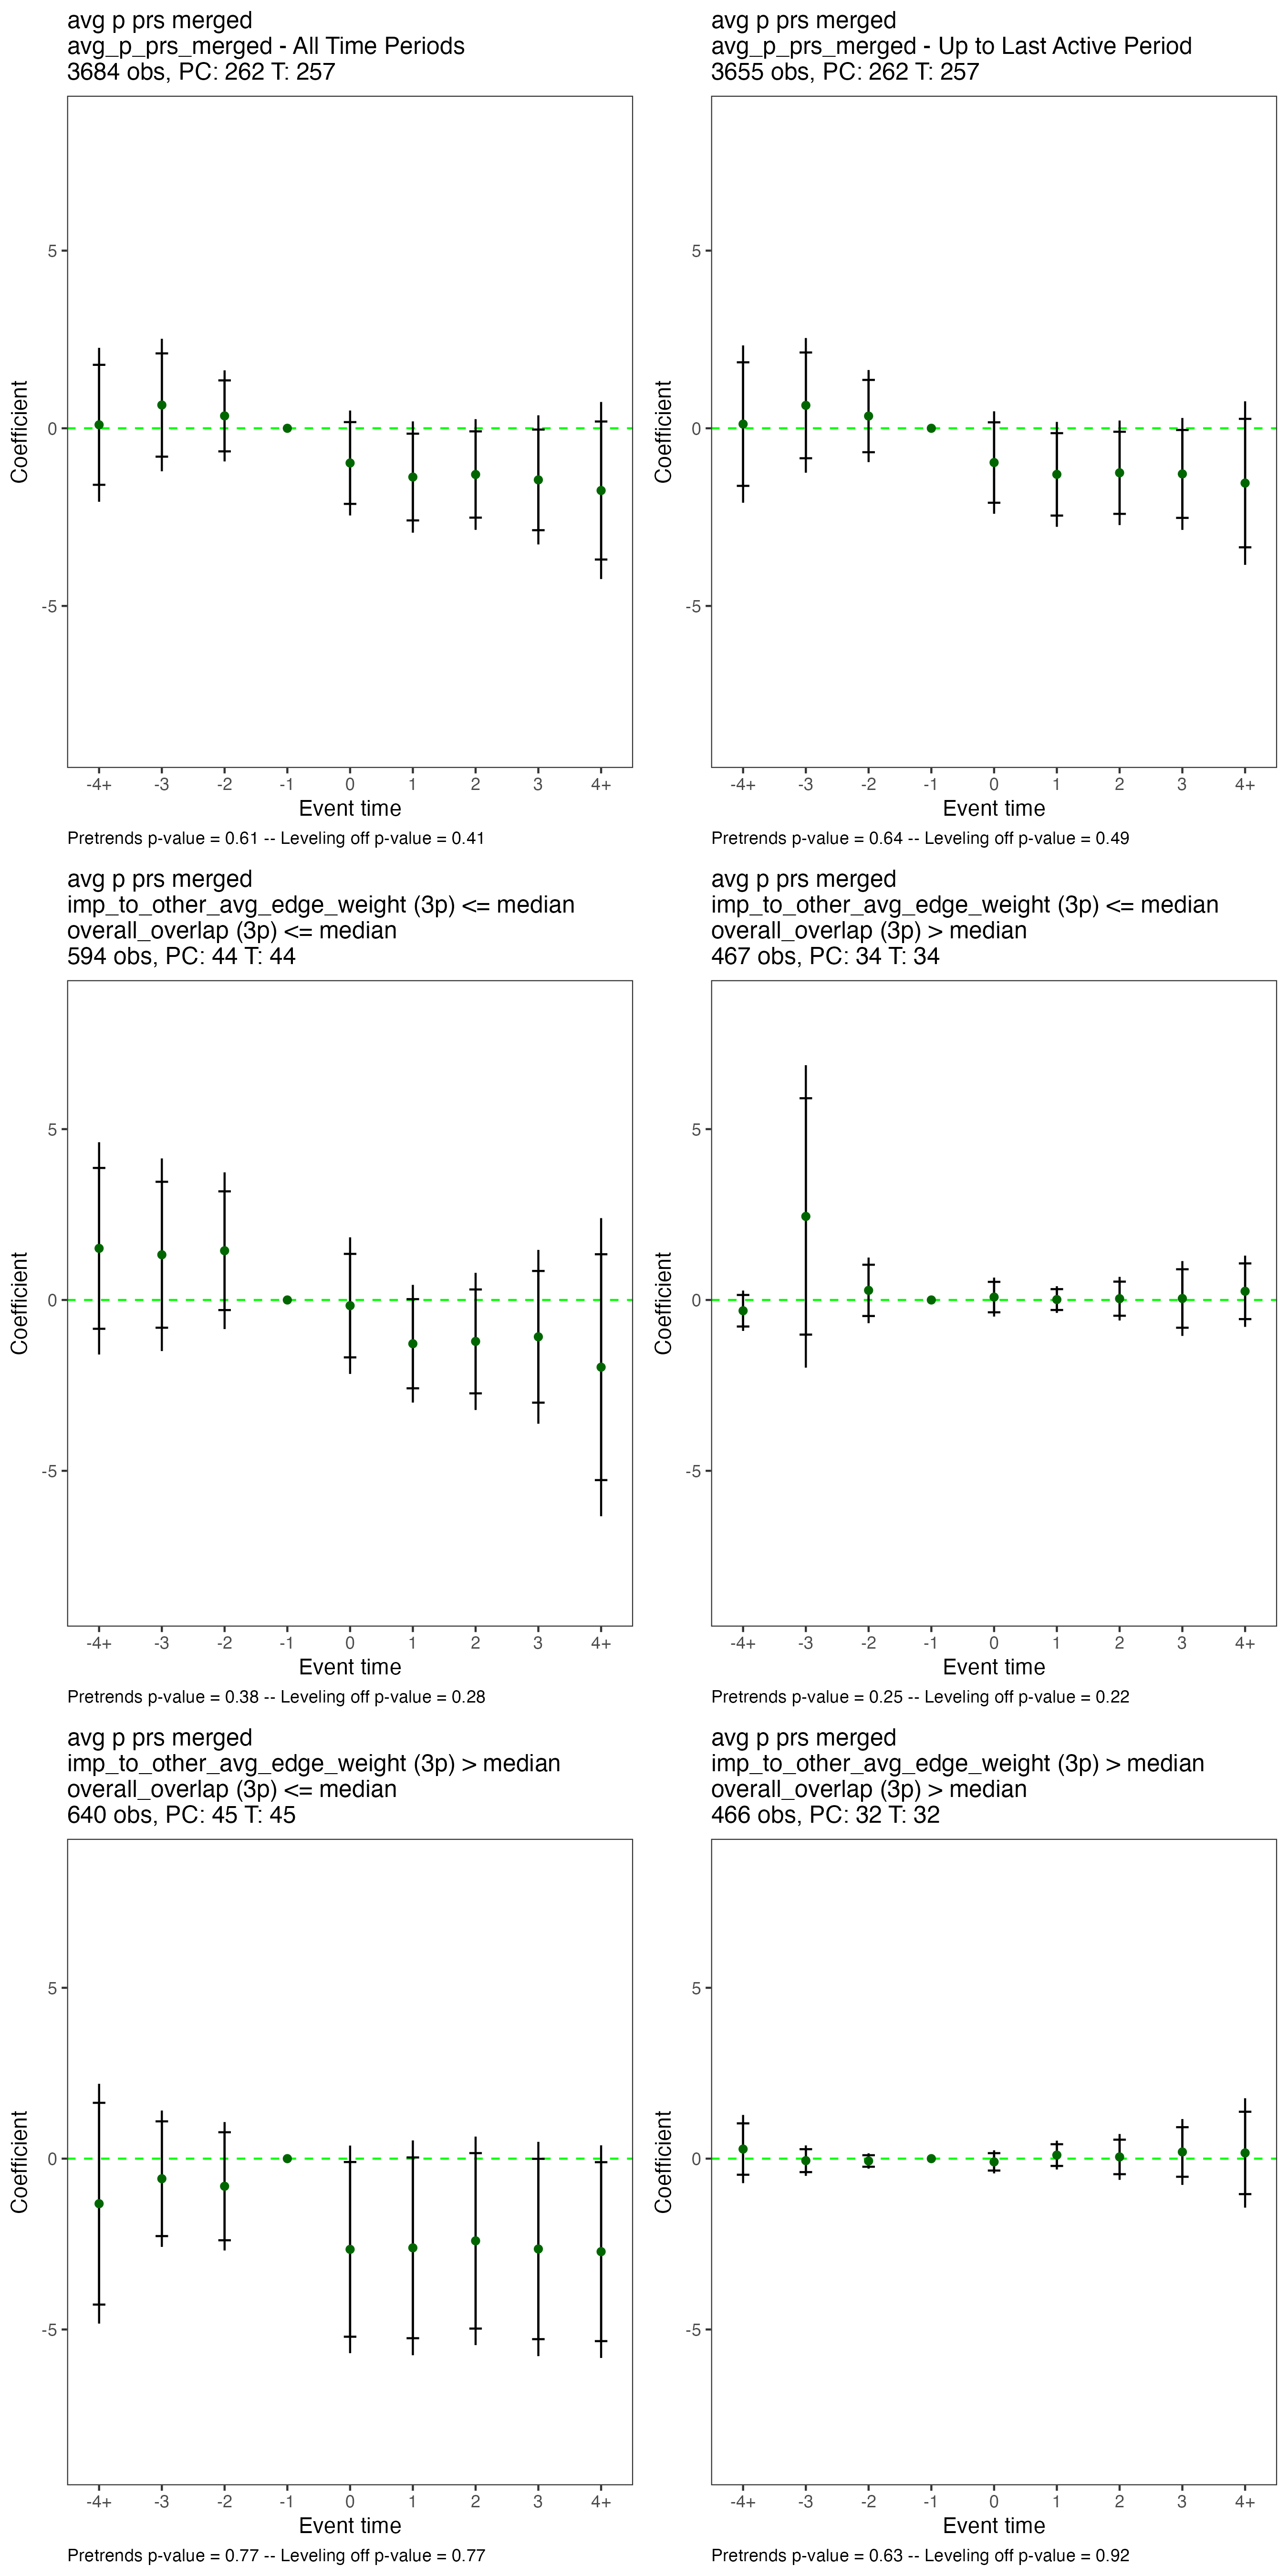 avg p prs merged
avg_p_prs_merged - All Time Periods
3684 obs, PC: 262 T: 257
Coefficient
5
0
-5
-4+ -3 -2 -1 0 1 2 3 4+
Event time
Pretrends p-value = 0.61 -- Leveling off p-value = 0.41
avg p prs merged
avg_p_prs_merged - Up to Last Active Period
3655 obs, PC: 262 T: 257
Coefficient
5
0
-5
-4+ -3 -2 -1 0 1 2 3 4+
Event time
Pretrends p-value = 0.64 -- Leveling off p-value = 0.49
avg p prs merged
imp_to_other_avg_edge_weight (3p) <= median
overall_overlap (3p) <= median
594 obs, PC: 44 T: 44
Coefficient
5
0
-5
-4+ -3 -2 -1 0 1 2 3 4+
Event time
Pretrends p-value = 0.38 -- Leveling off p-value = 0.28
avg p prs merged
imp_to_other_avg_edge_weight (3p) <= median
overall_overlap (3p) > median
467 obs, PC: 34 T: 34
Coefficient
5
0
-5
-4+ -3 -2 -1 0 1 2 3 4+
Event time
Pretrends p-value = 0.25 -- Leveling off p-value = 0.22
avg p prs merged
imp_to_other_avg_edge_weight (3p) > median
overall_overlap (3p) <= median
640 obs, PC: 45 T: 45
Coefficient
5
0
-5
-4+ -3 -2 -1 0 1 2 3 4+
Event time
Pretrends p-value = 0.77 -- Leveling off p-value = 0.77
avg p prs merged
imp_to_other_avg_edge_weight (3p) > median
overall_overlap (3p) > median
466 obs, PC: 32 T: 32
Coefficient
5
0
-5
-4+ -3 -2 -1 0 1 2 3 4+
Event time
Pretrends p-value = 0.63 -- Leveling off p-value = 0.92